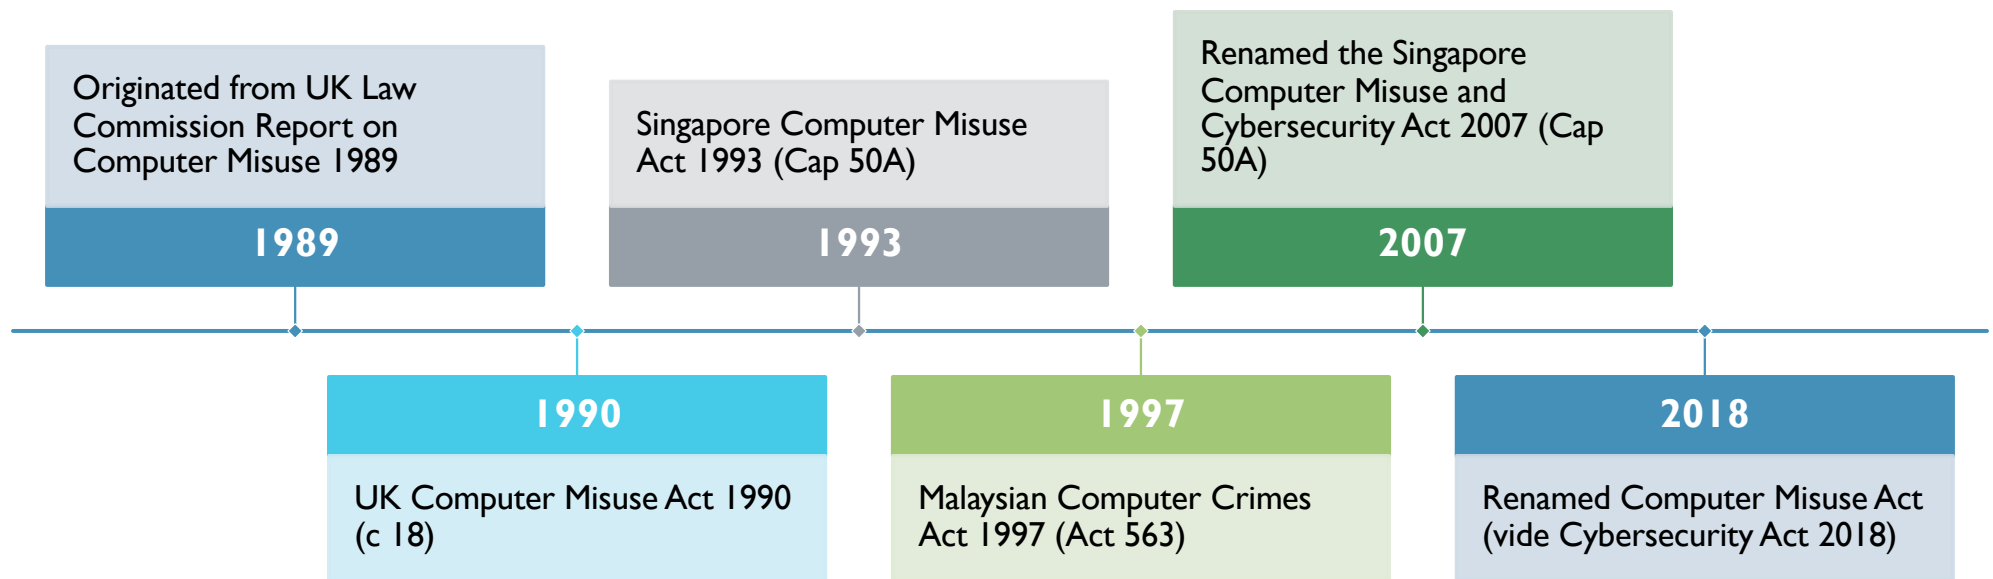 Originated from UK Law
Commission Report on
Computer Misuse 1989
1989
1990
UK Computer Misuse Act 1990
(c 18)
Singapore Computer Misuse
Act 1993 (Cap 50A)
1993
1997
Malaysian Computer Crimes
Act 1997 (Act 563)
Renamed the Singapore
Computer Misuse and
Cybersecurity Act 2007 (Cap
50A)
2007
2018
Renamed Computer Misuse Act
(vide Cybersecurity Act 2018)